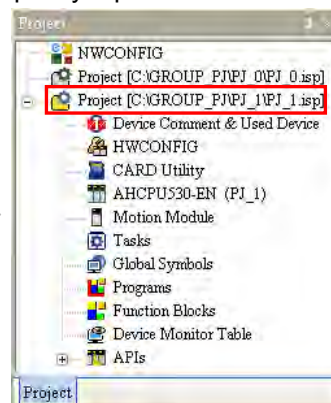 Project
NWCONFIG
Project [C:\GROUP_PJ\PJ_0\PJ_0.isp]
Project [C:\GROUP_PJ\PJ_1\PJ_1.isp]
Device Comment & Used Device
HWCONFIG
CARD Utility
AHCPU530-EN (PJ_1)
Motion Module
Tasks
Global Symbols
Programs
Function Blocks
Device Monitor Table
APIs
Project